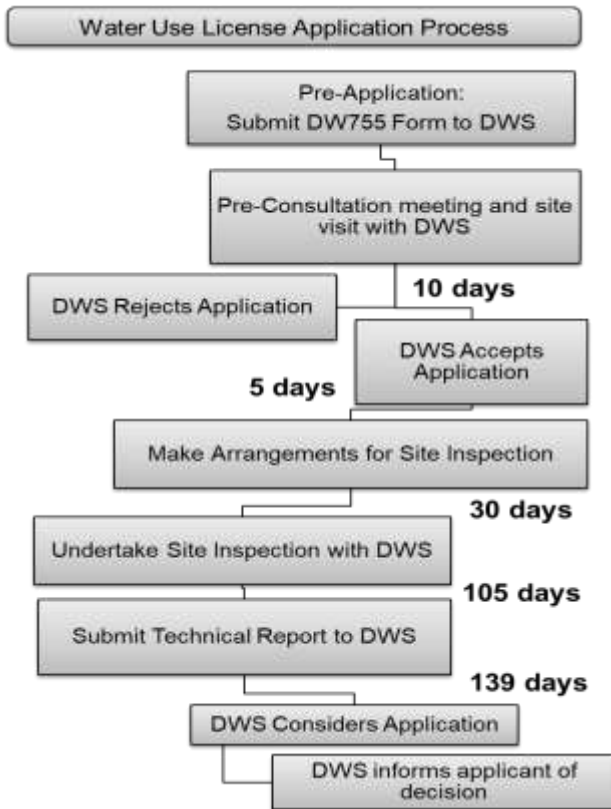 Water Use License Application Process
Pre-Application:
Submit DW755 Form to DWS
Pre-Consultation meeting and site
visit with DWS
10 days
DWS Rejects Application
DWS Accepts
Application
5 days
Make Arrangements for Site Inspection
30 days
Undertake Site Inspection with DWS
105 days
Submit Technical Report to DWS
139 days
DWS Considers Application
DWS informs applicant of
decision